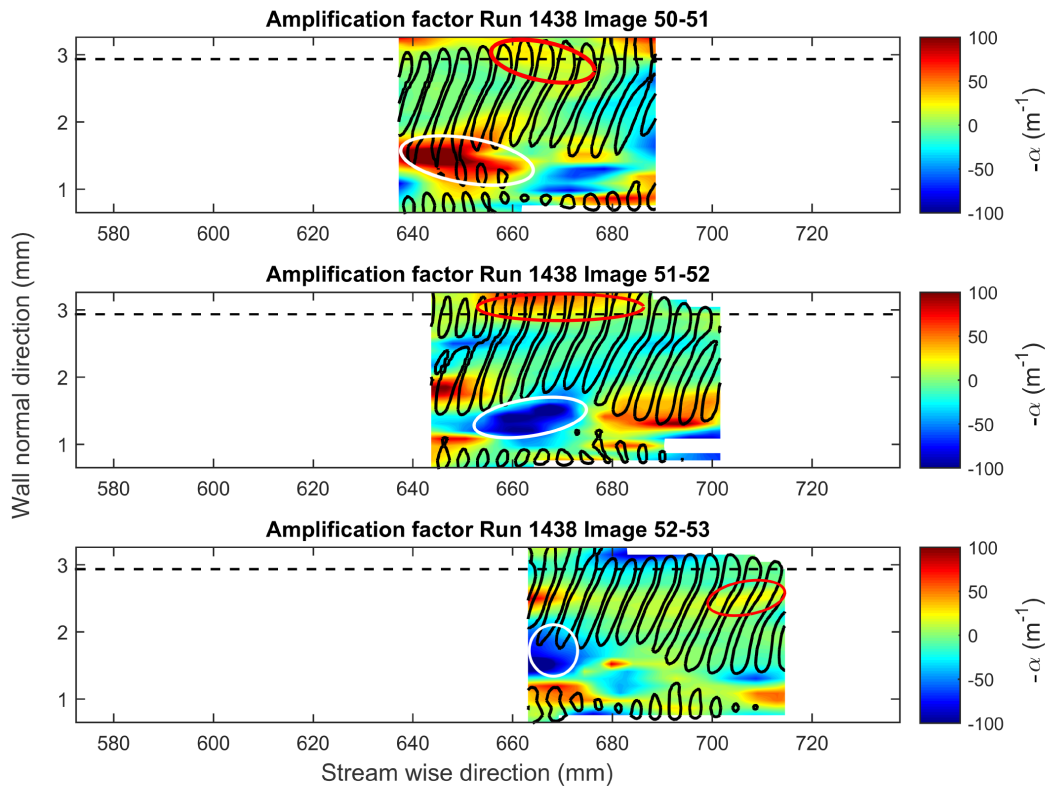 Amplification factor Run 1438 Image 50-51
3
2
1
580 600 620 640 660 680 700 720
100
50
0
-50
-100
-α (m⁻¹)
Amplification factor Run 1438 Image 51-52
3
2
1
580 600 620 640 660 680 700 720
100
50
0
-50
-100
-α (m⁻¹)
Wall normal direction (mm)
Amplification factor Run 1438 Image 52-53
3
2
1
580 600 620 640 660 680 700 720
100
50
0
-50
-100
-α (m⁻¹)
Stream wise direction (mm)